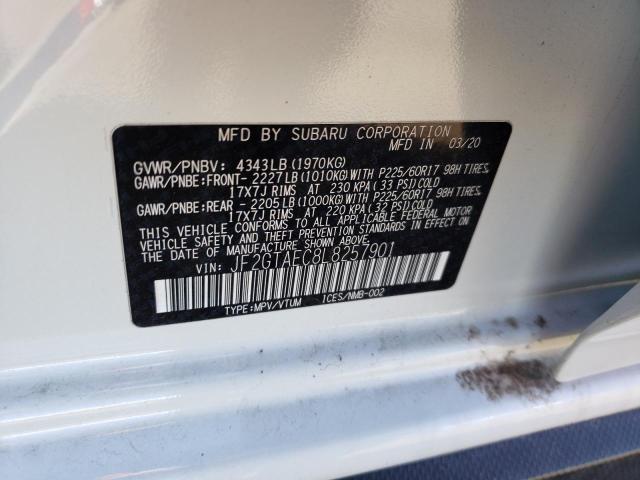 MFD BY SUBARU CORPORATION
MFD IN 03/20
GVWR/PNBV: 4343LB (1970KG)
GAWR/PNBE:FRONT- 2227LB (1010KG) WITH P225/60R17 98H TIRES,
17X7J RIMS AT 230 KPA ( 33 PSI) COLD
GAWR/PNBE:REAR - 2205LB (1000KG) WITH P225/60R17 98H TIRES,
17X7J RIMS AT 220 KPA ( 32 PSI) COLD
THIS VEHICLE CONFORMS TO ALL APPLICABLE FEDERAL MOTOR
VEHICLE SAFETY AND THEFT PREVENTION STANDARDS IN EFFECT ON
THE DATE OF MANUFACTURE SHOWN ABOVE.
VIN: JF2GTAEC8L8257901
TYPE:MPV/VTUM ICES/NMB-002